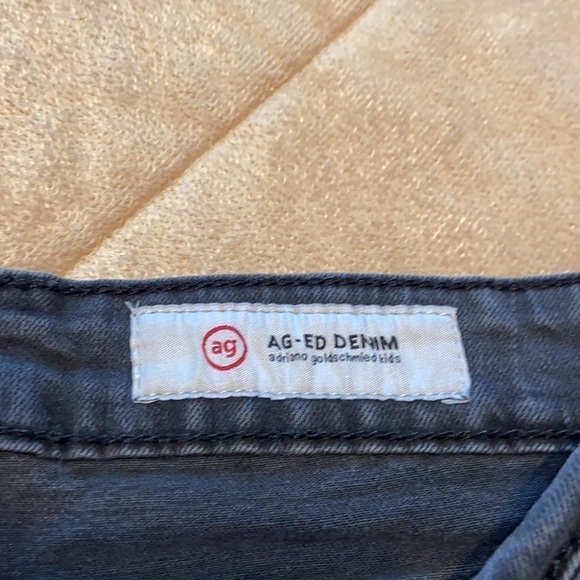 ag
AG-ED DENIM
adriano goldschmied kids